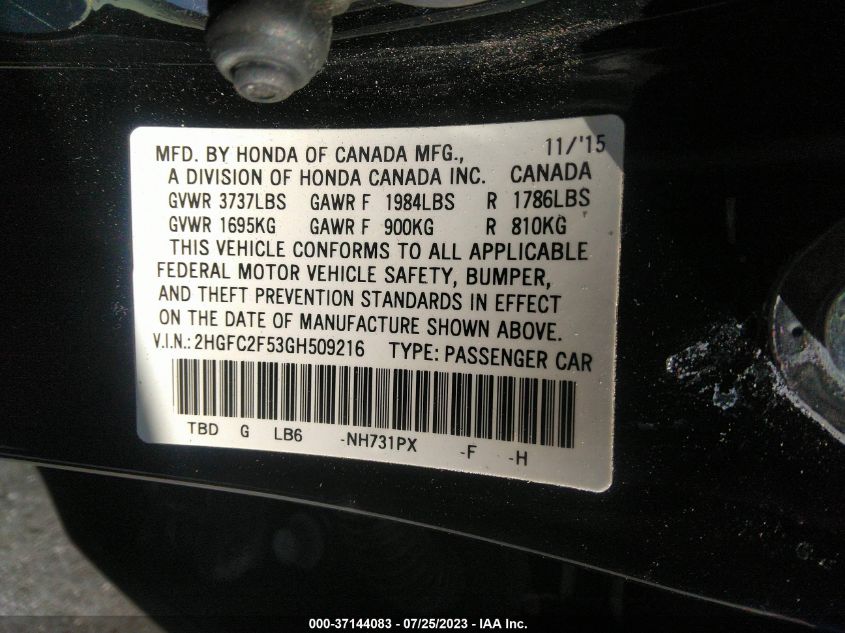 MFD. BY HONDA OF CANADA MFG., 11/'15
A DIVISION OF HONDA CANADA INC. CANADA
GVWR 3737LBS GAWR F 1984LBS R 1786LBS
GVWR 1695KG GAWR F 900KG R 810KG
THIS VEHICLE CONFORMS TO ALL APPLICABLE
FEDERAL MOTOR VEHICLE SAFETY, BUMPER,
AND THEFT PREVENTION STANDARDS IN EFFECT
ON THE DATE OF MANUFACTURE SHOWN ABOVE.
V.I.N.: 2HGFC2F53GH509216 TYPE: PASSENGER CAR
TBD G LB6 -NH731PX -F -H
000-37144083 - 07/25/2023 - IAA Inc.